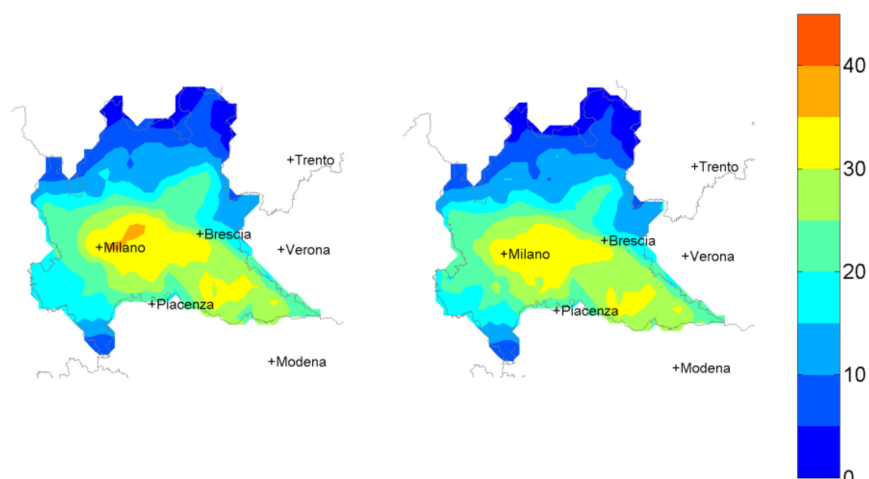 +Trento
+Brescia
+Milano
+Verona
+Piacenza
+Modena
+Trento
+Brescia
+Milano
+Verona
+Piacenza
+Modena
40
30
20
10
0